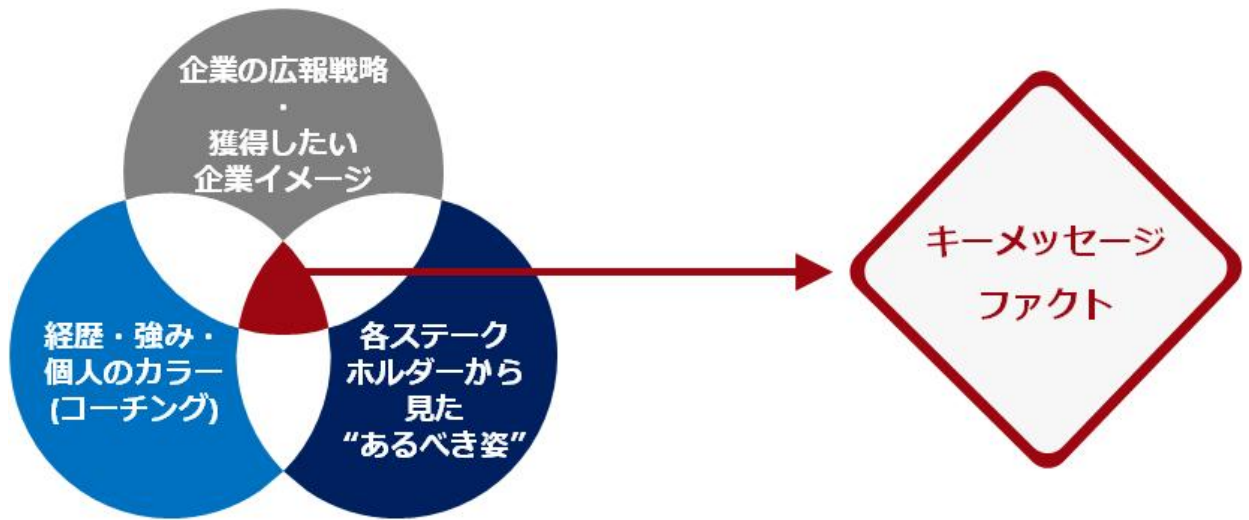 企業の広報戦略
・
獲得したい
企業イメージ
経歴・強み・
個人のカラー
(コーチング)
各ステーク
ホルダーから
見た
“あるべき姿”
キーメッセージ
ファクト